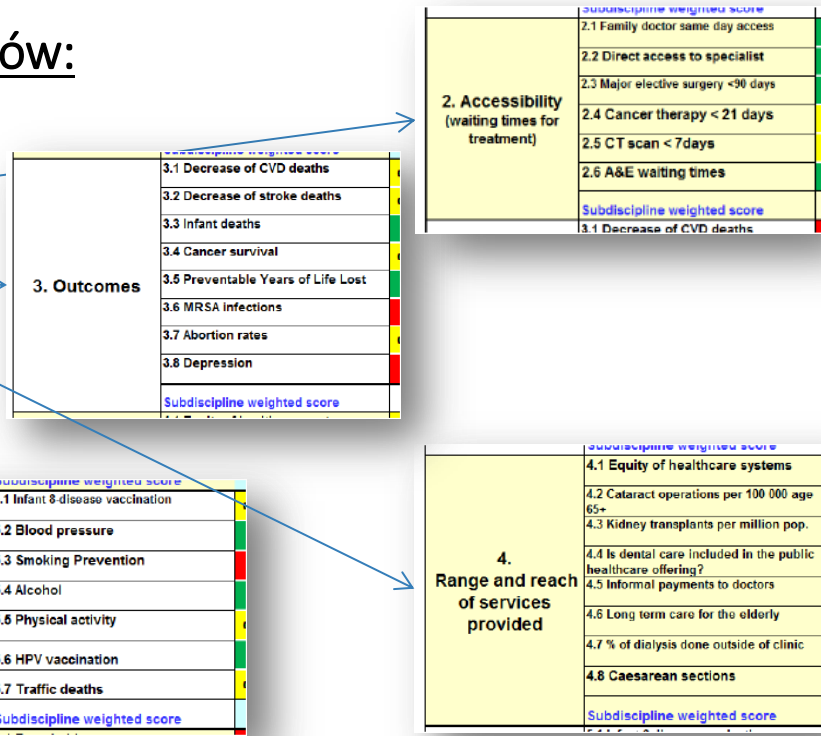 ów:
Subdiscipline weighted score
2.1 Family doctor same day access
2.2 Direct access to specialist
2.3 Major elective surgery <90 days
2. Accessibility
(waiting times for
treatment)
2.4 Cancer therapy < 21 days
2.5 CT scan < 7days
2.6 A&E waiting times
Subdiscipline weighted score
3.1 Decrease of CVD deaths
Subdiscipline weighted score
3.1 Decrease of CVD deaths
3.2 Decrease of stroke deaths
3.3 Infant deaths
3.4 Cancer survival
3. Outcomes
3.5 Preventable Years of Life Lost
3.6 MRSA infections
3.7 Abortion rates
3.8 Depression
Subdiscipline weighted score
Subdiscipline weighted score
.1 Infant 8-disease vaccination
.2 Blood pressure
.3 Smoking Prevention
.4 Alcohol
.5 Physical activity
.6 HPV vaccination
.7 Traffic deaths
Subdiscipline weighted score
Subdiscipline weighted score
4.1 Equity of healthcare systems
4.2 Cataract operations per 100 000 age
65+
4.3 Kidney transplants per million pop.
4.4 Is dental care included in the public
healthcare offering?
4.
Range and reach
of services
provided
4.5 Informal payments to doctors
4.6 Long term care for the elderly
4.7 % of dialysis done outside of clinic
4.8 Caesarean sections
Subdiscipline weighted score